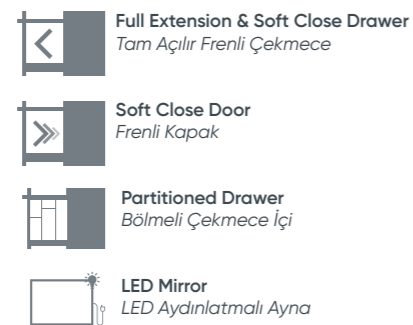 Full Extension & Soft Close Drawer
Tam Açılır Frenli Çekmece
Soft Close Door
Frenli Kapak
Partitioned Drawer
Bölmeli Çekmece İçi
LED Mirror
LED Aydınlatmalı Ayna